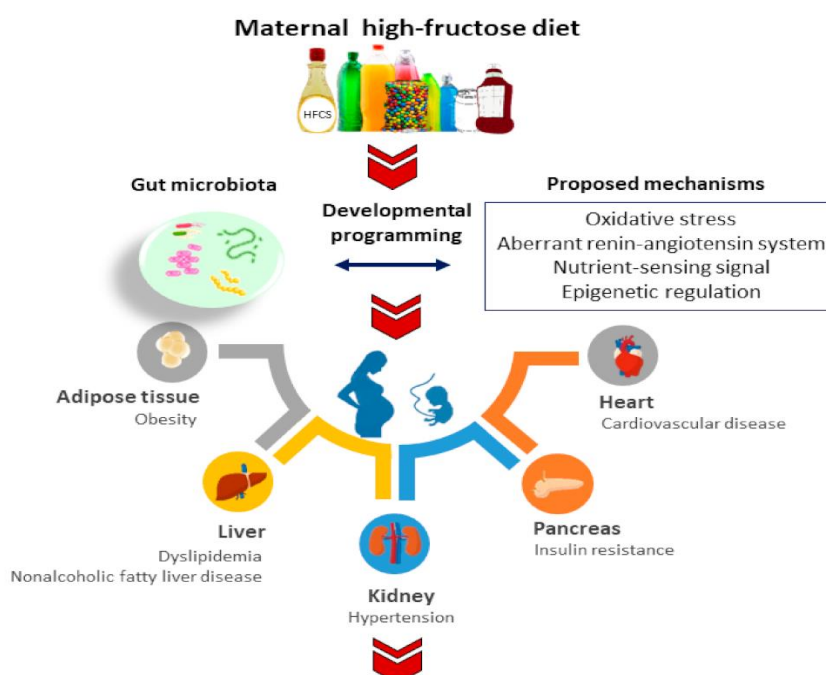 Maternal high-fructose diet
HFCS
Gut microbiota
Developmental
programming
Proposed mechanisms
Oxidative stress
Aberrant renin-angiotensin system
Nutrient-sensing signal
Epigenetic regulation
Adipose tissue
Obesity
Heart
Cardiovascular disease
Liver
Dyslipidemia
Nonalcoholic fatty liver disease
Pancreas
Insulin resistance
Kidney
Hypertension